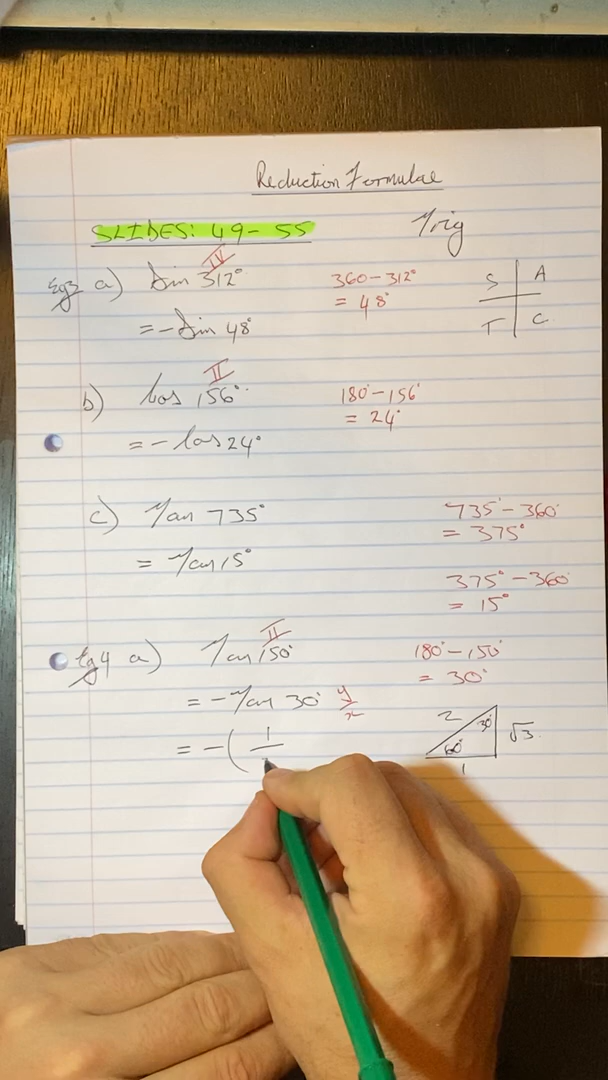 Reduction Formulae
SLIDES: 49-55
Trig
Eg3 a) Sin 312° IV
360-312°
= 48°
S A
T C
= -Sin 48°
b) Cos 156° II
180°-156°
= 24°
= -Cos 24°
c) Tan 735°
735°-360°
= 375°
= Tan 15°
375°-360°
= 15°
Eg4 a) Tan 150° II
180°-150°
= 30°
= -Tan 30° y/x
= -(1/
2 30° √3
60°
1